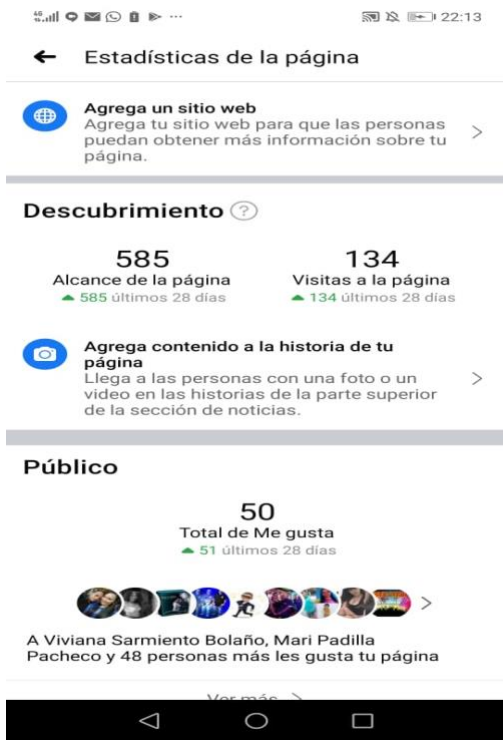 22:13
Estadísticas de la página
Agrega un sitio web
Agrega tu sitio web para que las personas
puedan obtener más información sobre tu
página.
Descubrimiento ?
585
Alcance de la página
585 últimos 28 días
134
Visitas a la página
134 últimos 28 días
Agrega contenido a la historia de tu
página
Llega a las personas con una foto o un
video en las historias de la parte superior
de la sección de noticias.
Público
50
Total de Me gusta
51 últimos 28 días
A Viviana Sarmiento Bolaño, Mari Padilla
Pacheco y 48 personas más les gusta tu página
Ver más